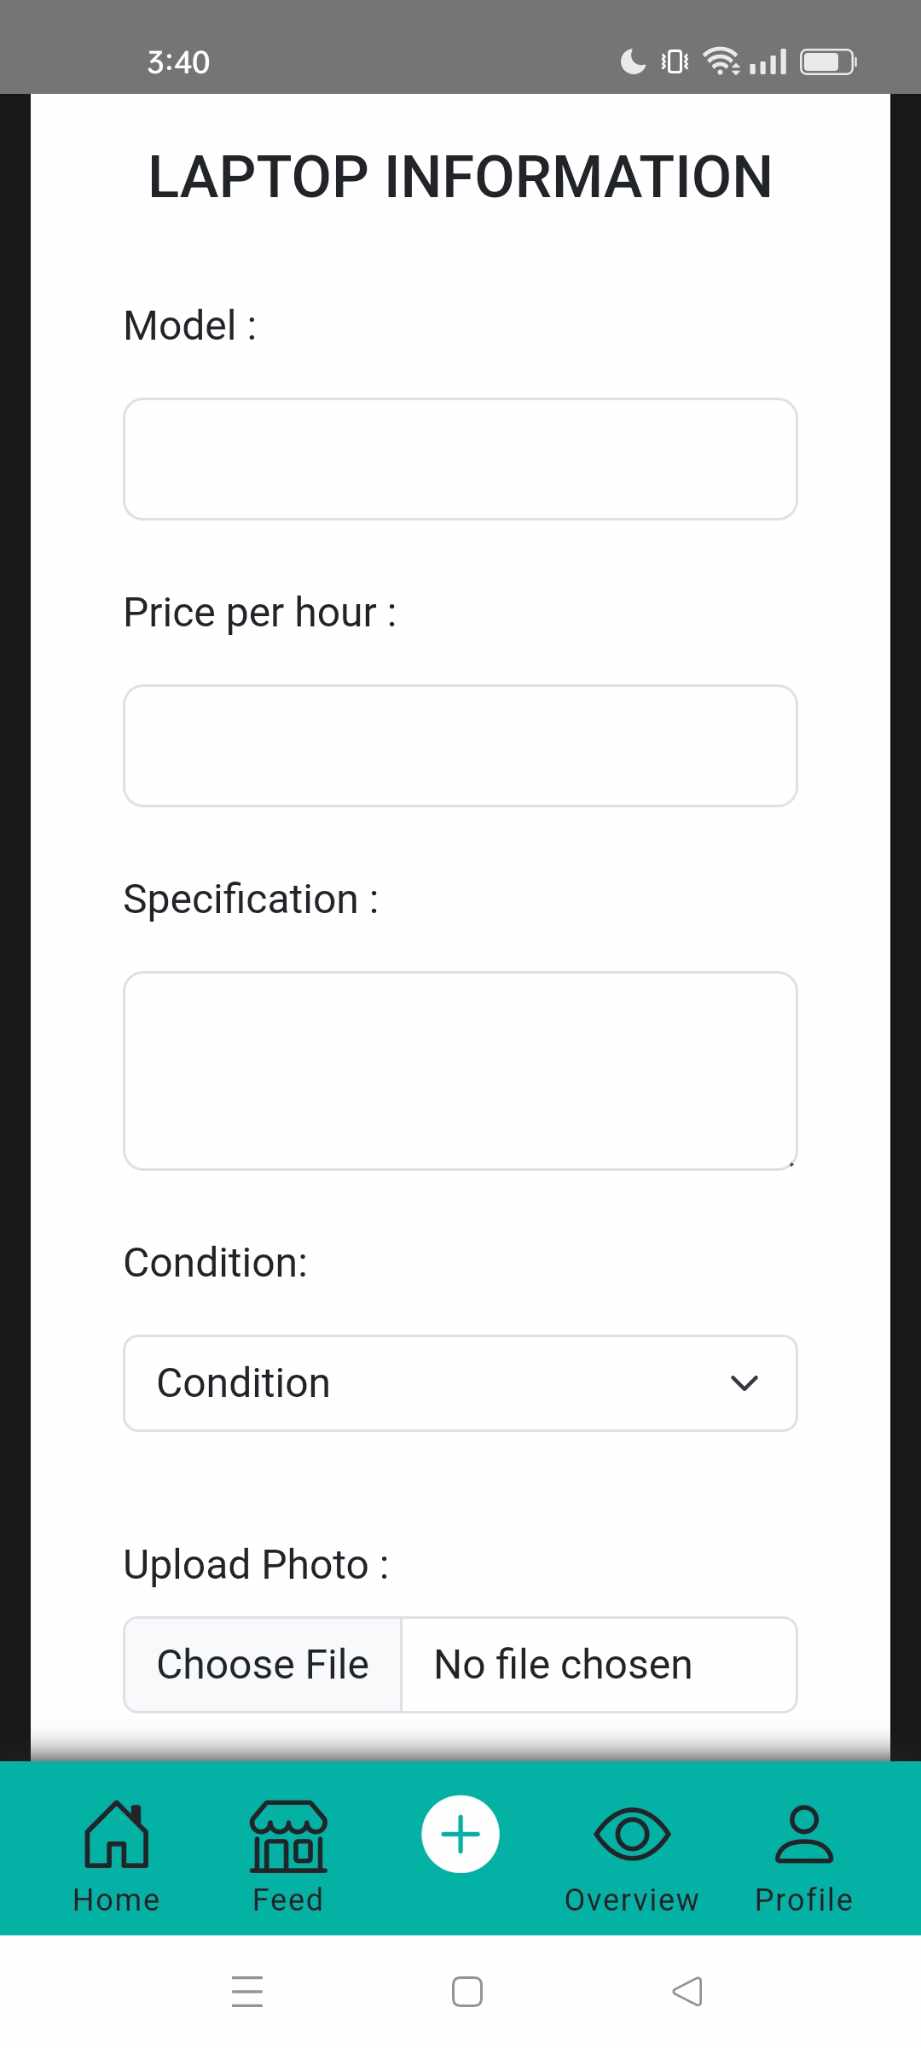 3:40
LAPTOP INFORMATION
Model :
Price per hour :
Specification :
Condition:
Condition
Upload Photo :
Choose File No file chosen
Home Feed Overview Profile